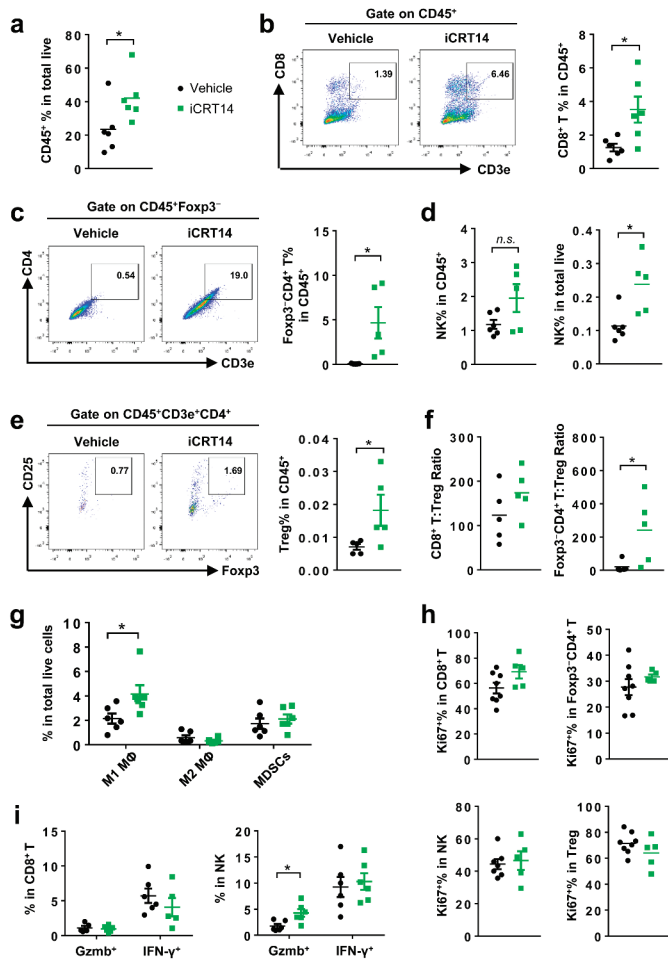 a
CD45⁺ % in total live
80
60
40
20
0
*
Vehicle
iCRT14
b
Gate on CD45⁺
Vehicle
iCRT14
CD8
1.39
6.46
CD3e
CD8⁺ T % in CD45⁺
8
6
4
2
0
*
c
Gate on CD45⁺Foxp3⁻
Vehicle
iCRT14
CD4
0.54
19.0
CD3e
Foxp3⁻CD4⁺ T%
in CD45⁺
15
10
5
0
*
d
NK% in CD45⁺
4
3
2
1
0
n.s.
NK% in total live
0.4
0.3
0.2
0.1
0.0
*
e
Gate on CD45⁺CD3e⁺CD4⁺
Vehicle
iCRT14
CD25
0.77
1.69
Foxp3
Treg% in CD45⁺
0.04
0.03
0.02
0.01
0.00
*
f
CD8⁺ T:Treg Ratio
300
200
100
0
Foxp3⁻CD4⁺ T:Treg Ratio
800
600
400
200
0
*
g
% in total live cells
10
8
6
4
2
0
*
M1 MΦ
M2 MΦ
MDSCs
h
Ki67⁺% in CD8⁺ T
100
80
60
40
20
0
Ki67⁺% in Foxp3⁻CD4⁺ T
50
40
30
20
10
0
Ki67⁺% in NK
80
60
40
20
0
Ki67⁺% in Treg
100
80
60
40
20
0
i
% in CD8⁺ T
15
10
5
0
Gzmb⁺
IFN-γ⁺
% in NK
20
15
10
5
0
*
Gzmb⁺
IFN-γ⁺